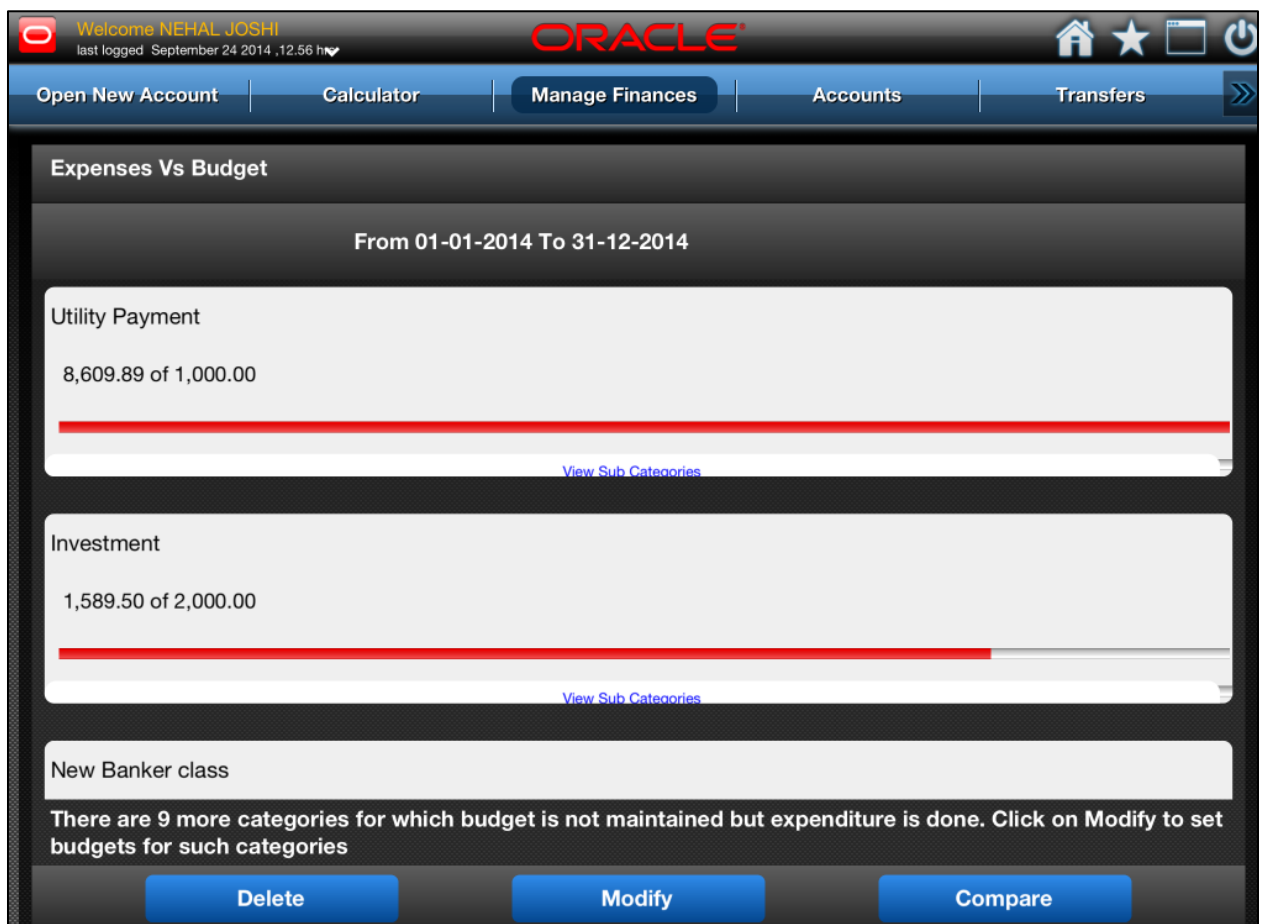 Welcome NEHAL JOSHI
last logged September 24 2014 ,12.56 hr
ORACLE
Open New Account
Calculator
Manage Finances
Accounts
Transfers
Expenses Vs Budget
From 01-01-2014 To 31-12-2014
Utility Payment
8,609.89 of 1,000.00
View Sub Categories
Investment
1,589.50 of 2,000.00
View Sub Categories
New Banker class
There are 9 more categories for which budget is not maintained but expenditure is done. Click on Modify to set
budgets for such categories
Delete
Modify
Compare